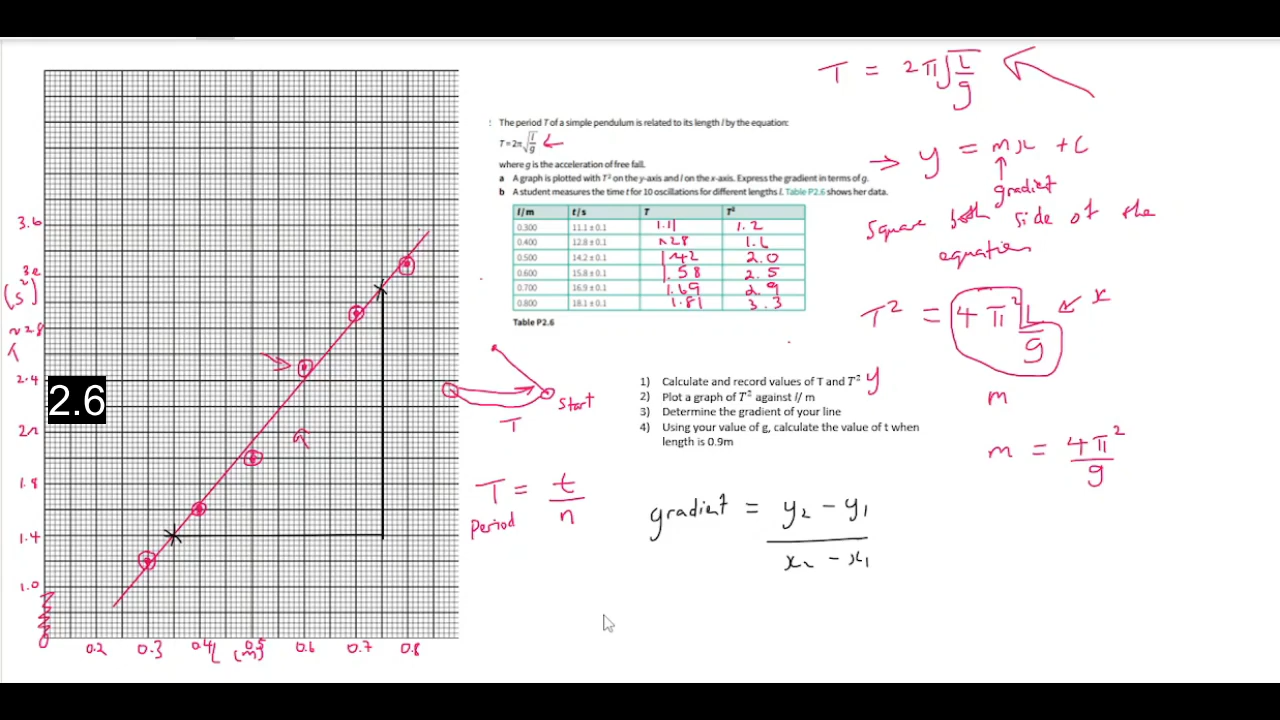 : The period T of a simple pendulum is related to its length l by the equation:
T = 2π√l/g
where g is the acceleration of free fall.
a A graph is plotted with T² on the y-axis and l on the x-axis. Express the gradient in terms of g.
b A student measures the time t for 10 oscillations for different lengths l. Table P2.6 shows her data.
l/m t/s T T²
0.300 11.1 ± 0.1 1.11 1.2
0.400 12.8 ± 0.1 1.28 1.6
0.500 14.2 ± 0.1 1.42 2.0
0.600 15.8 ± 0.1 1.58 2.5
0.700 16.9 ± 0.1 1.69 2.9
0.800 18.1 ± 0.1 1.81 3.3
Table P2.6
1) Calculate and record values of T and T² y
2) Plot a graph of T² against l/ m
3) Determine the gradient of your line
4) Using your value of g, calculate the value of t when
length is 0.9m
T = 2π√L/g
y = mx + c
gradient
Square both side of the
equation
T² = 4π²L/g x
m
m = 4π²/g
Start
T
T = t/n
Period
gradient = y₂ - y₁
x₂ - x₁
3.6
3.2
(s²)
2.8
T
2.4
2.6
2.2
1.8
1.4
1.0
0
0.2 0.3 0.4 0.5 0.6 0.7 0.8
L (m)